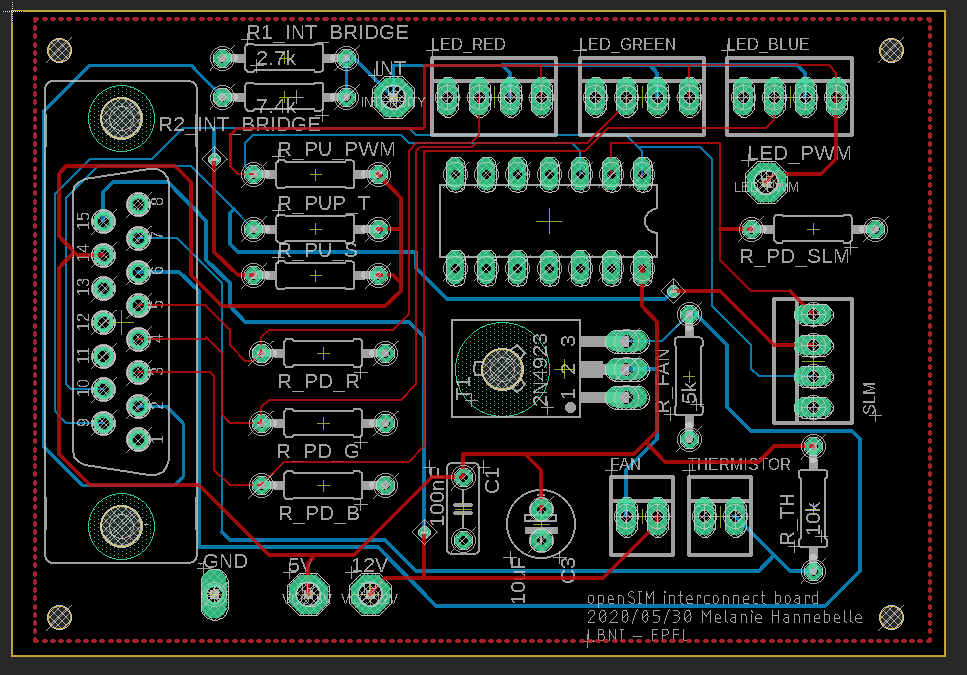 R1_INT_BRIDGE
2.7k
7.4k
R2_INT_BRIDGE
INT
LED_RED
LED_GREEN
LED_BLUE
R_PU_PWM
LED_PWM
LED_PWM
R_PUP_T
R_PU_S
R_PD_SLM
15
14
13
12
11
10
9
8
7
6
5
4
3
2
1
R_PD_R
R_PD_G
R_PD_B
T1
2N4923
3
2
1
R_FAN
5k
SLM
FAN
THERMISTOR
R_TH
10k
100n
C1
10uF
C3
GND
5V
12V
openSIM interconnect board
2020/05/30 Melanie Hannebelle
LBNI – EPFL